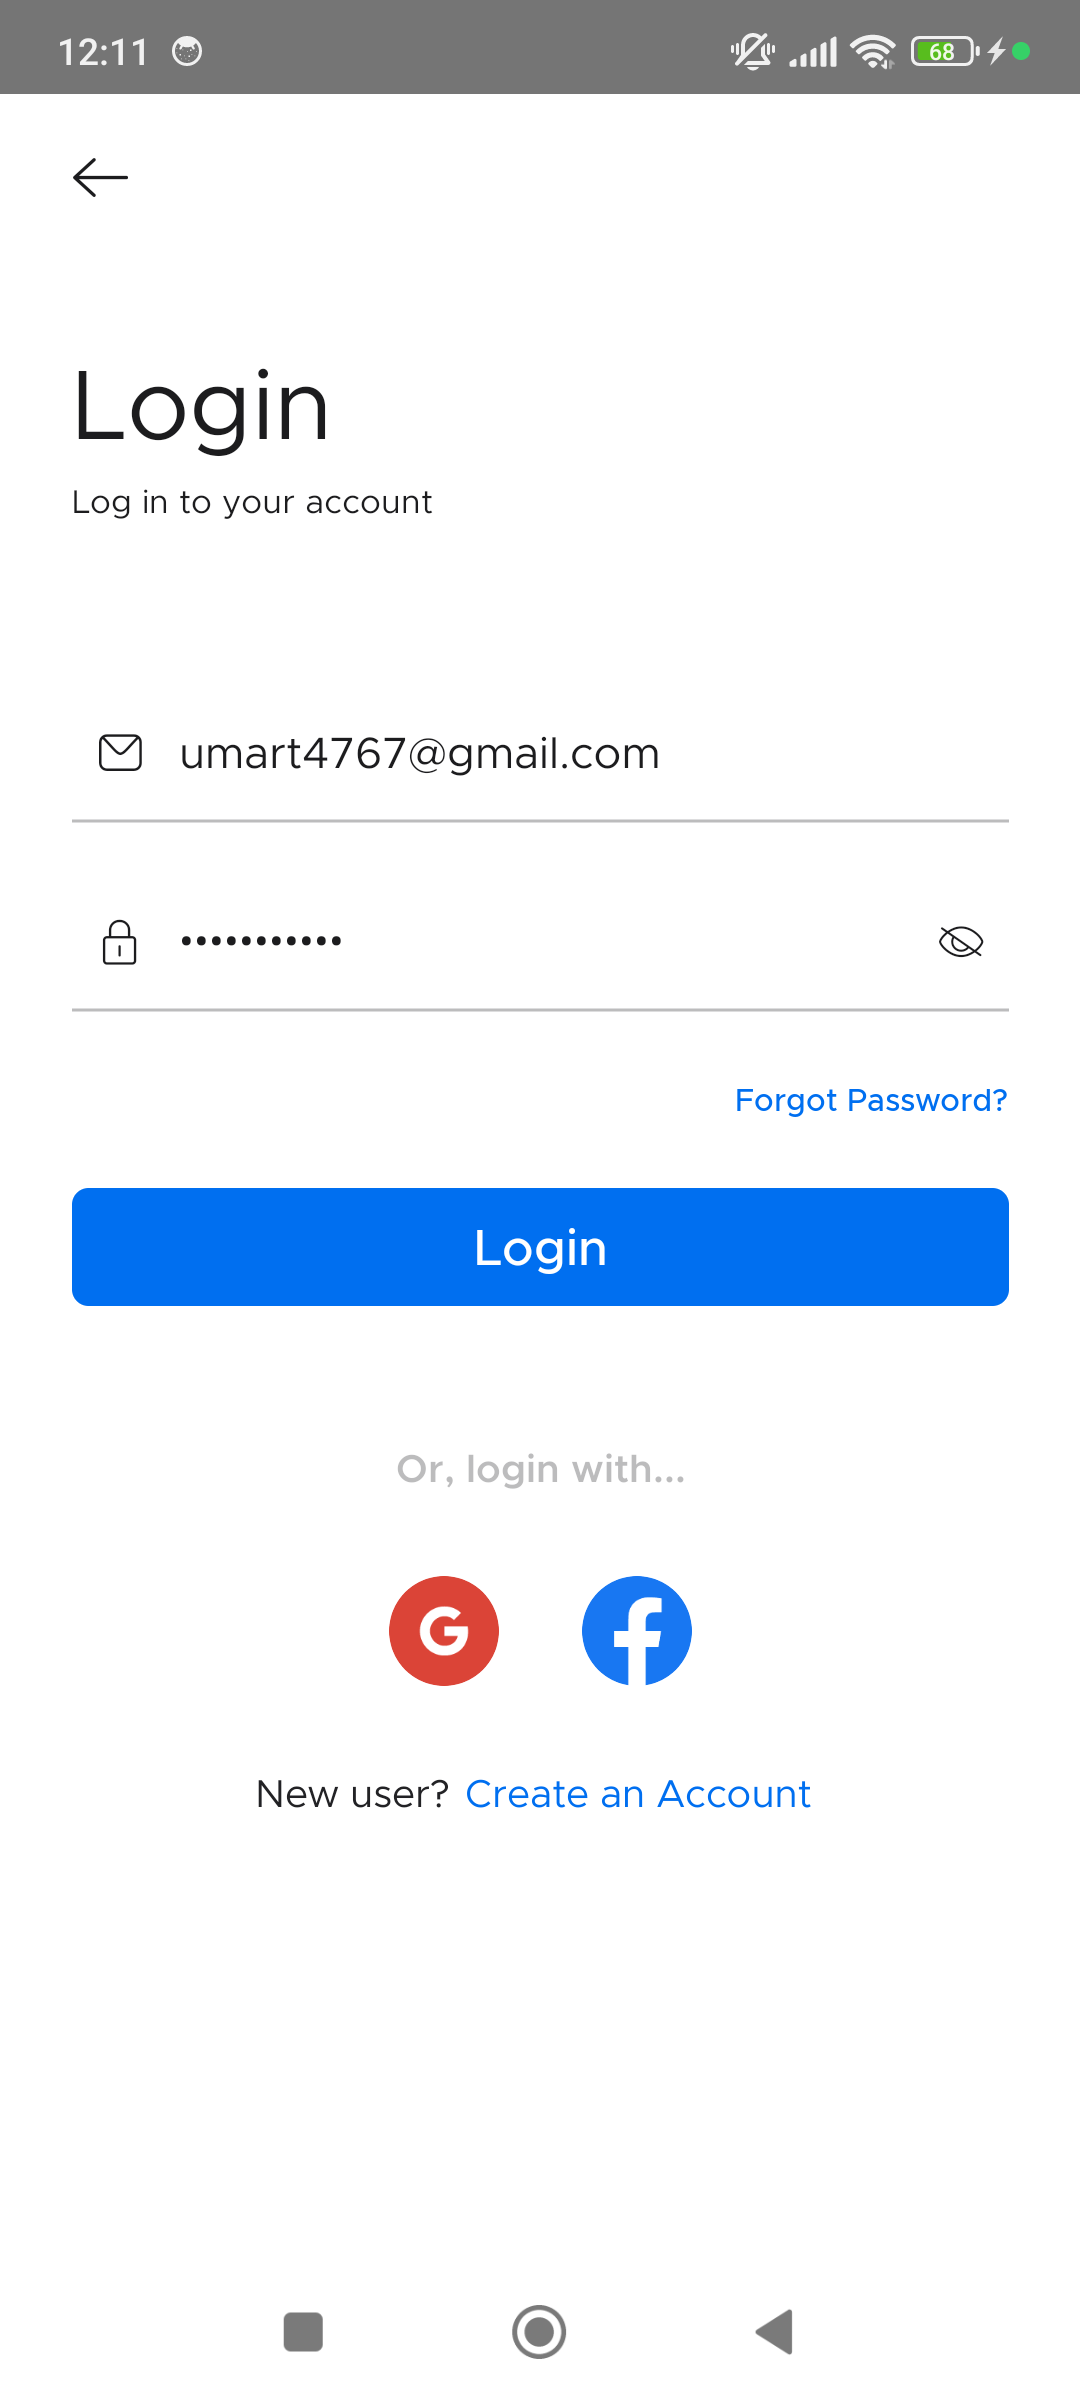 12:11
68
Login
Log in to your account
umart4767@gmail.com
•••••••••••
Forgot Password?
Login
Or, login with...
New user? Create an Account